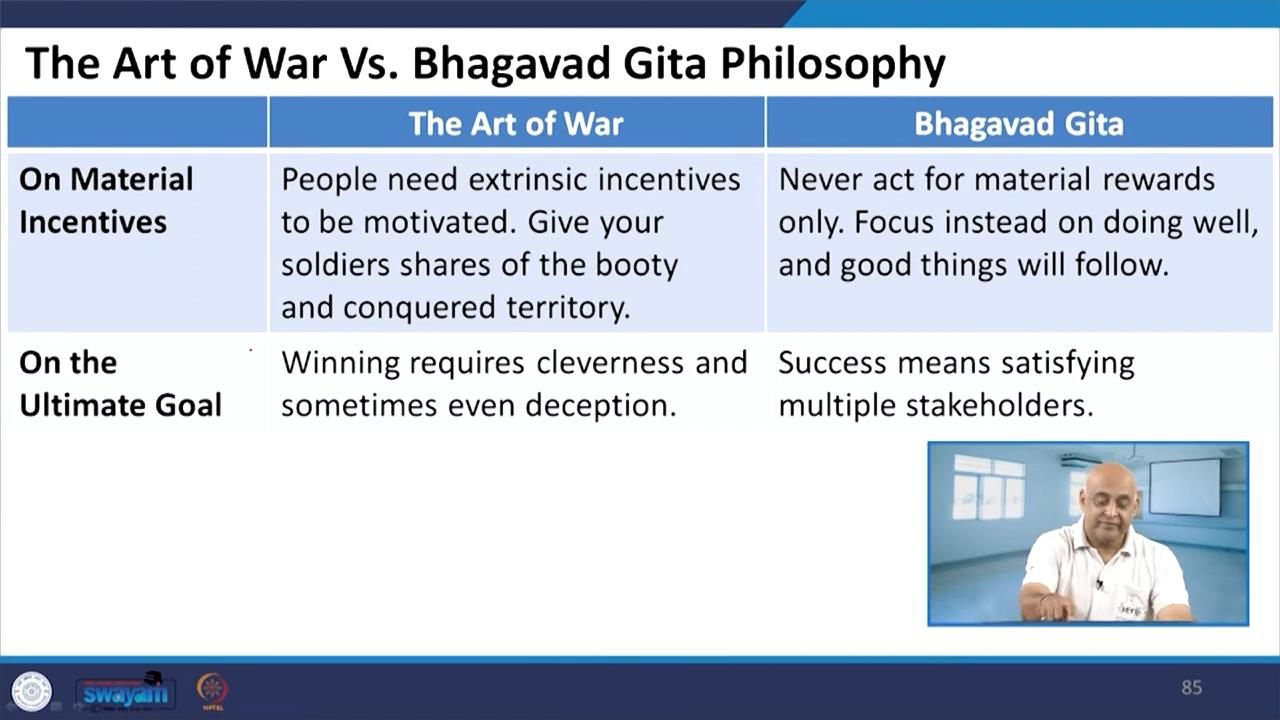 The Art of War Vs. Bhagavad Gita Philosophy
The Art of War
Bhagavad Gita
On Material
Incentives
People need extrinsic incentives
to be motivated. Give your
soldiers shares of the booty
and conquered territory.
Never act for material rewards
only. Focus instead on doing well,
and good things will follow.
On the
Ultimate Goal
Winning requires cleverness and
sometimes even deception.
Success means satisfying
multiple stakeholders.
swayam
NPTEL
85